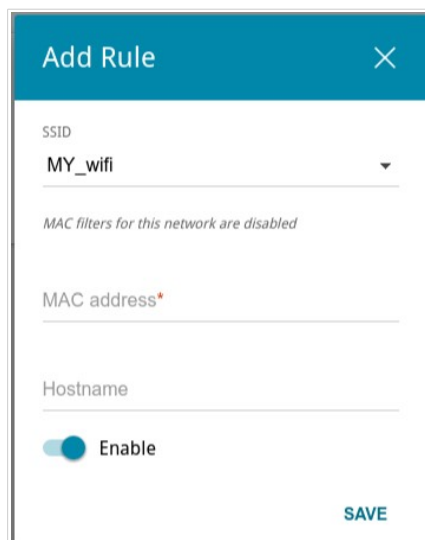 Add Rule
SSID
MY_wifi
MAC filters for this network are disabled
MAC address*
Hostname
Enable
SAVE